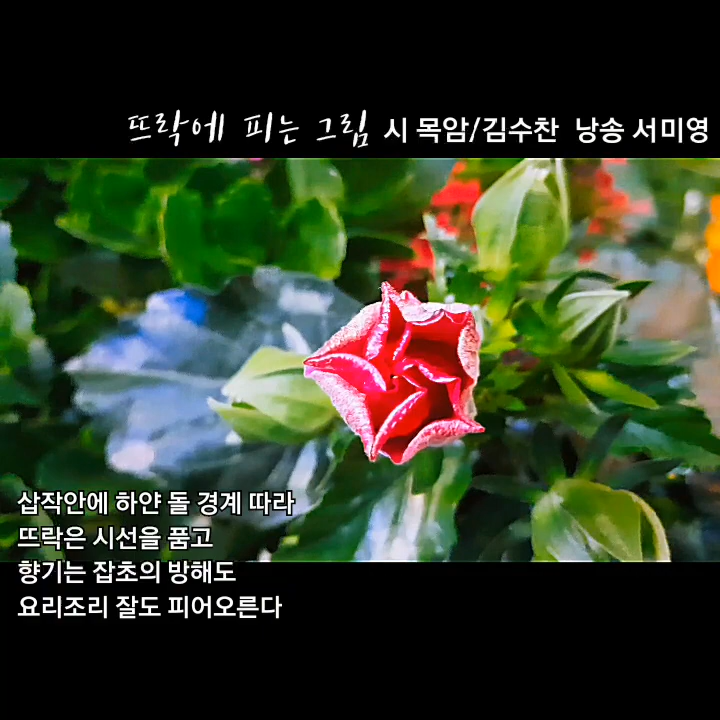 뜨락에 피는 그림 시 목암/김수찬 낭송 서미영
삽작안에 하얀 돌 경계 따라
뜨락은 시선을 품고
향기는 잡초의 방해도
요리조리 잘도 피어오른다